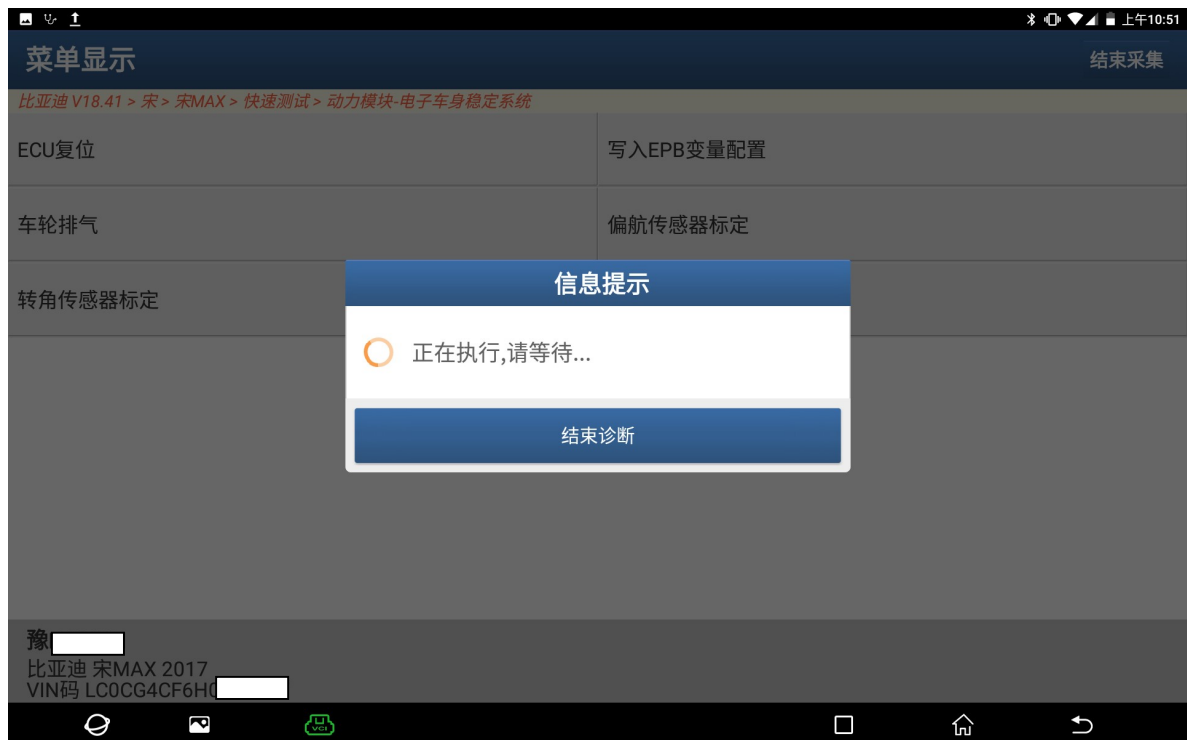 上午10:51
菜单显示
结束采集
比亚迪 V18.41 > 宋 > 宋MAX > 快速测试 > 动力模块-电子车身稳定系统
ECU复位
写入EPB变量配置
车轮排气
偏航传感器标定
转角传感器标定
信息提示
正在执行,请等待...
结束诊断
豫
比亚迪 宋MAX 2017
VIN码 LC0CG4CF6H
VCI